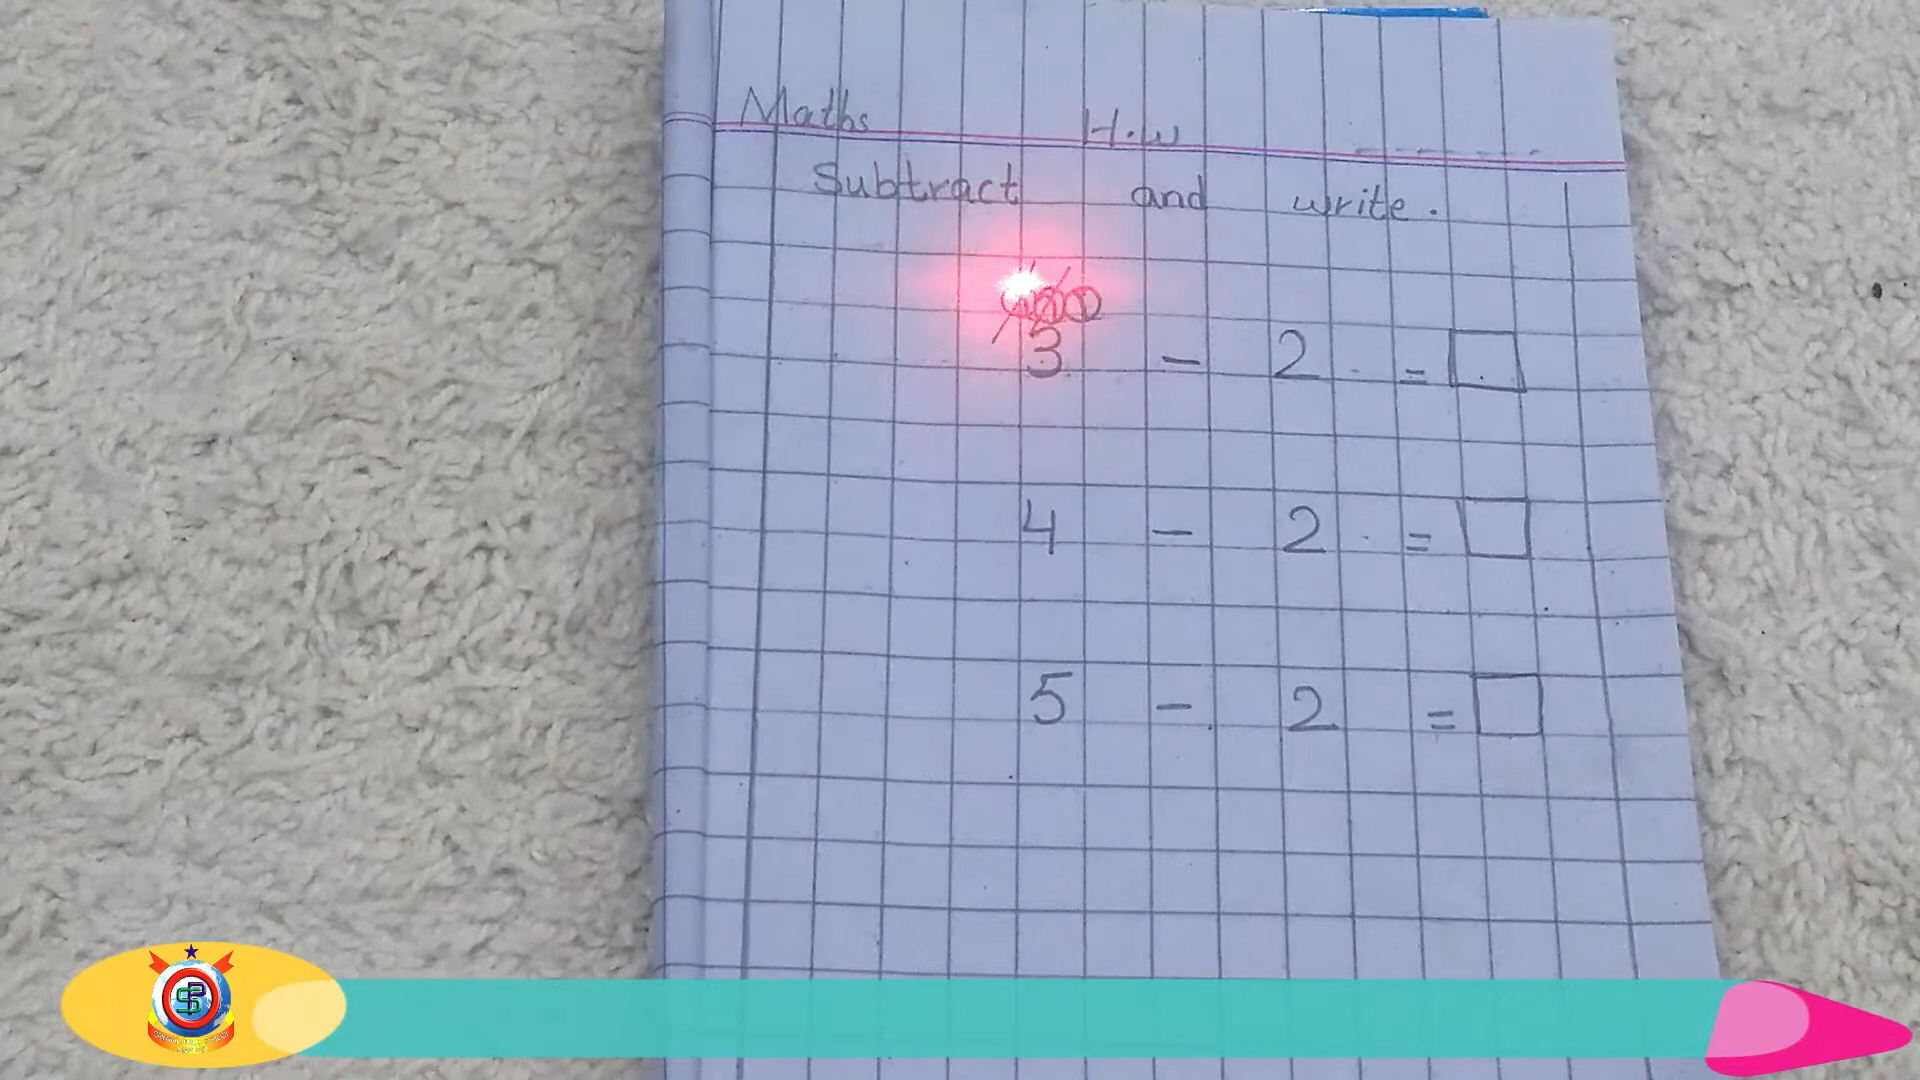 Maths H.W
Subtract and write.
3 - 2 = □
4 - 2 = □
5 - 2 = □